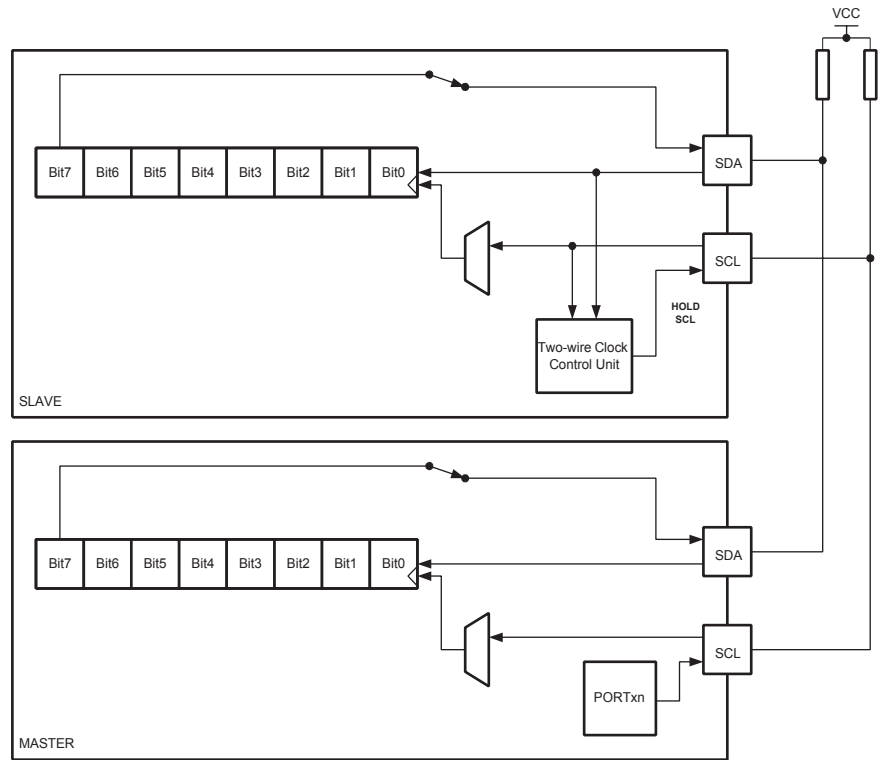 VCC
Bit7 Bit6 Bit5 Bit4 Bit3 Bit2 Bit1 Bit0
SDA
SCL
HOLD
SCL
Two-wire Clock
Control Unit
SLAVE
Bit7 Bit6 Bit5 Bit4 Bit3 Bit2 Bit1 Bit0
SDA
SCL
PORTxn
MASTER